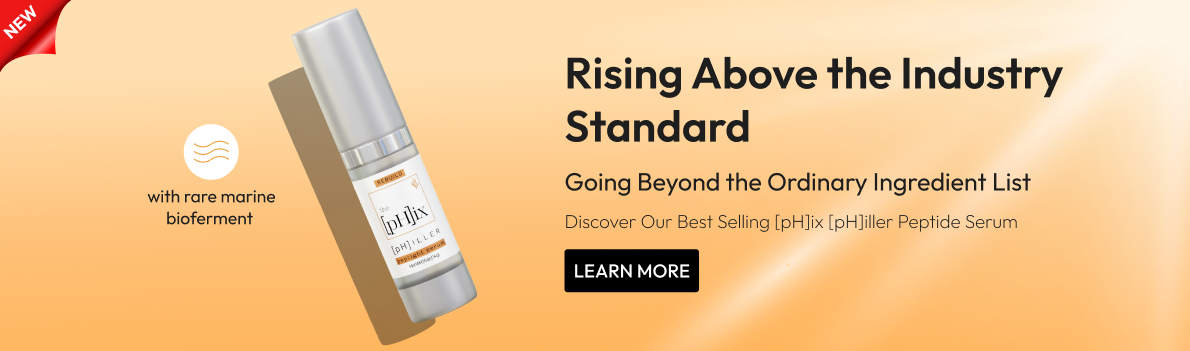 NEW
with rare marine
bioferment
REBUILD
the
[pH]ix
[pH]iLLER
Rising Above the Industry
Standard
Going Beyond the Ordinary Ingredient List
Discover Our Best Selling [pH]ix [pH]iller Peptide Serum
LEARN MORE